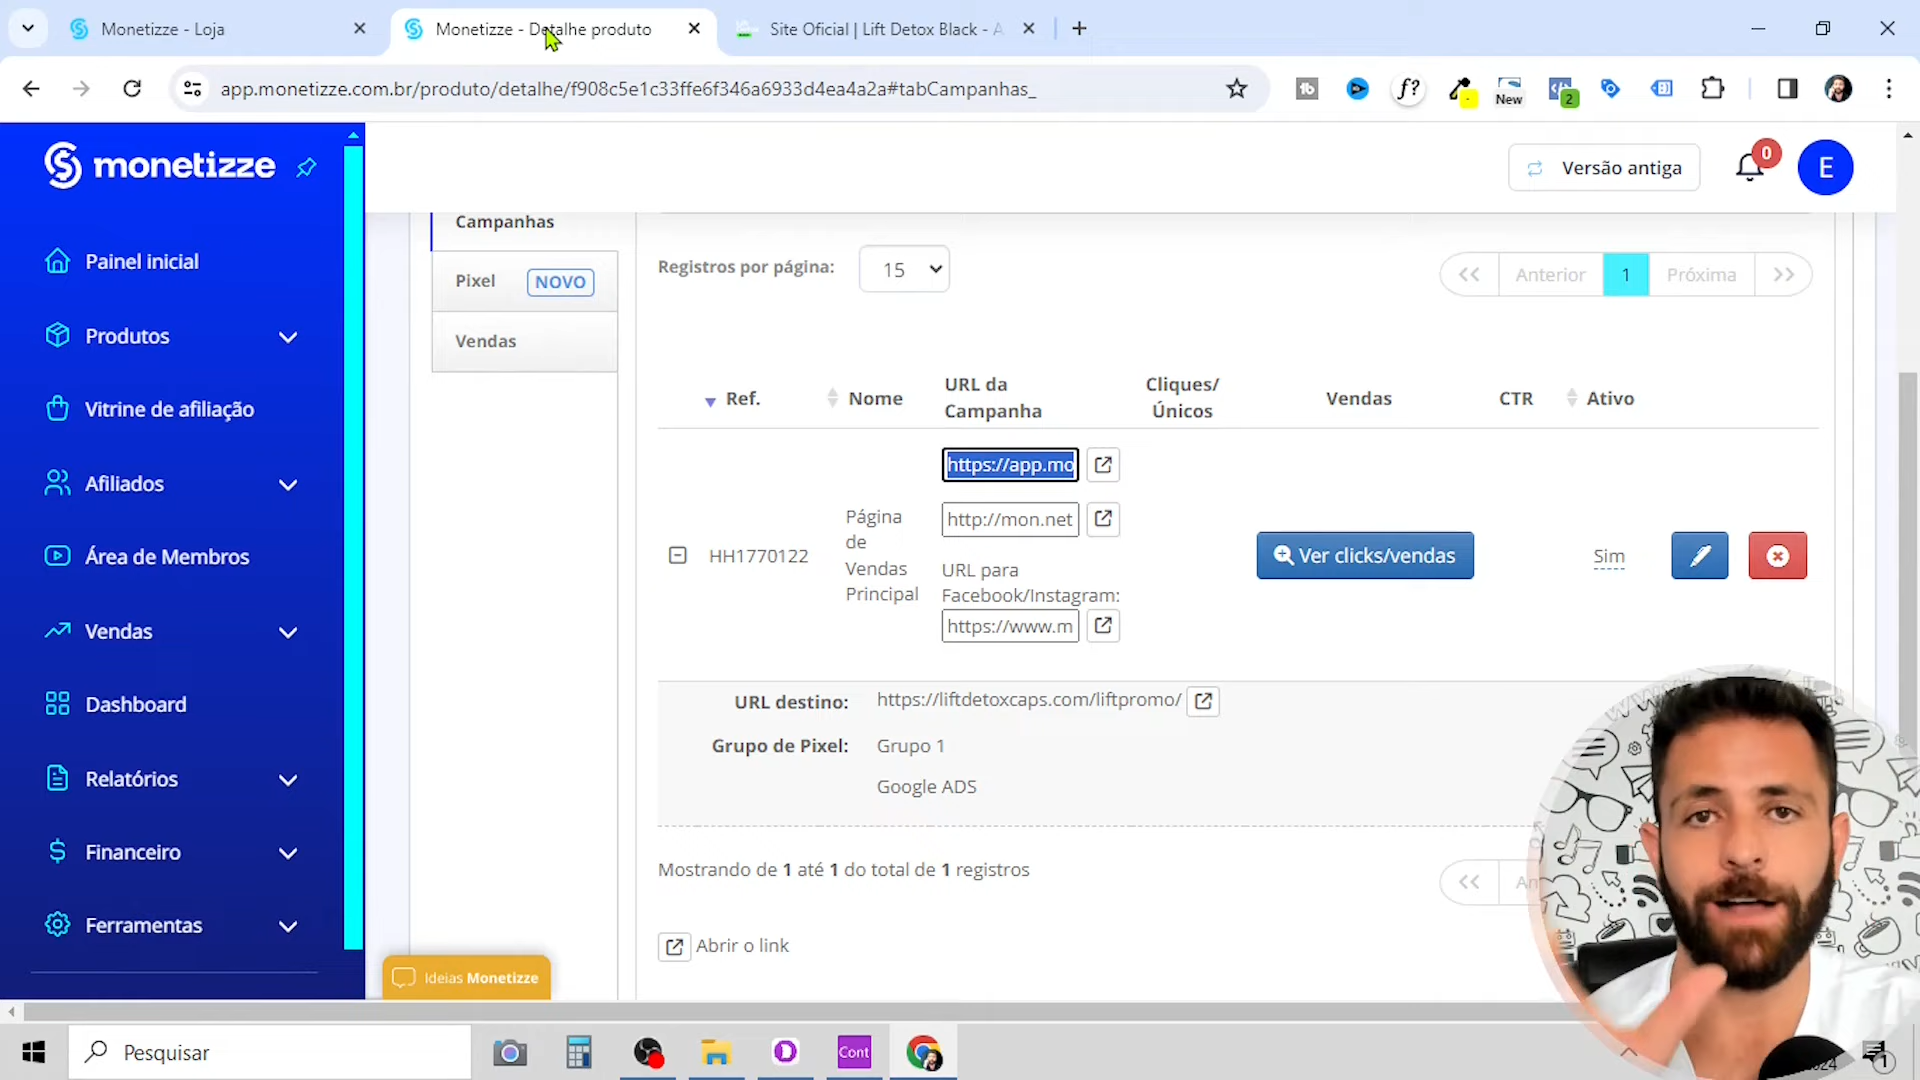 Monetizze - Loja
Monetizze - Detalhe produto
Site Oficial | Lift Detox Black - A
app.monetizze.com.br/produto/detalhe/f908c5e1c33ffe6f346a6933d4ea4a2a#tabCampanhas_
f?
New
2
monetizze
Versão antiga
0
E
Painel inicial
Produtos
Vitrine de afiliação
Afiliados
Área de Membros
Vendas
Dashboard
Relatórios
Financeiro
Ferramentas
Campanhas
Pixel NOVO
Vendas
Registros por página: 15
Anterior 1 Próxima
Ref. Nome URL da Campanha Cliques/Únicos Vendas CTR Ativo
https://app.mo
HH1770122
Página de Vendas Principal
http://mon.net
URL para Facebook/Instagram:
https://www.m
Ver clicks/vendas
Sim
URL destino: https://liftdetoxcaps.com/liftpromo/
Grupo de Pixel: Grupo 1
Google ADS
Mostrando de 1 até 1 do total de 1 registros
Abrir o link
Ideias Monetizze
Pesquisar
Cont
1